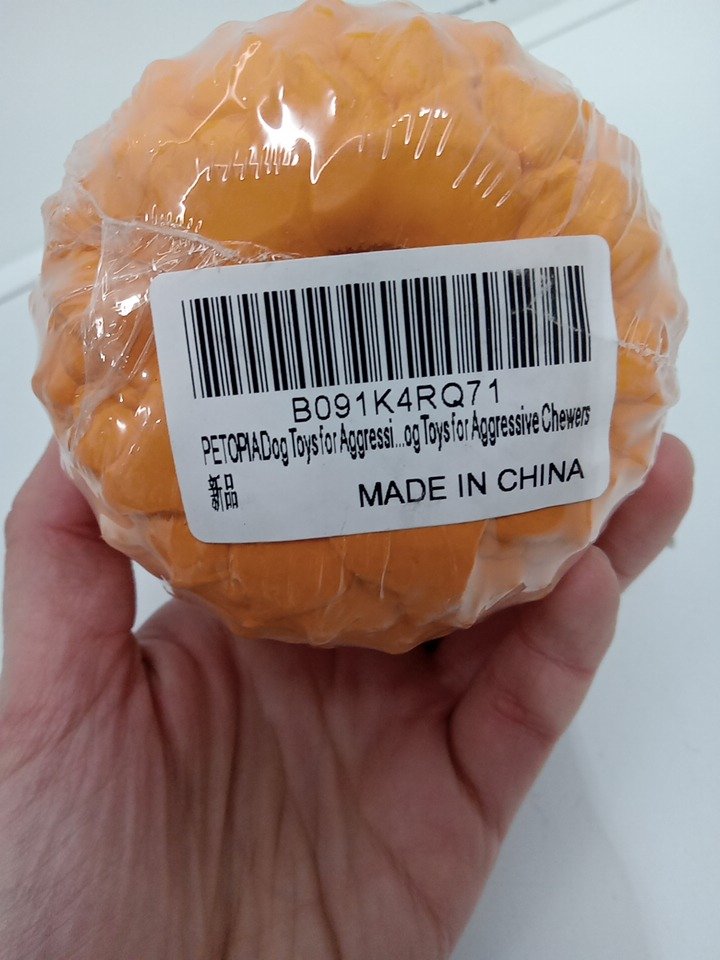 B091K4RQ71
PETOPIADog Toys for Aggressi...og Toys for Aggressive Chewers
新品
MADE IN CHINA